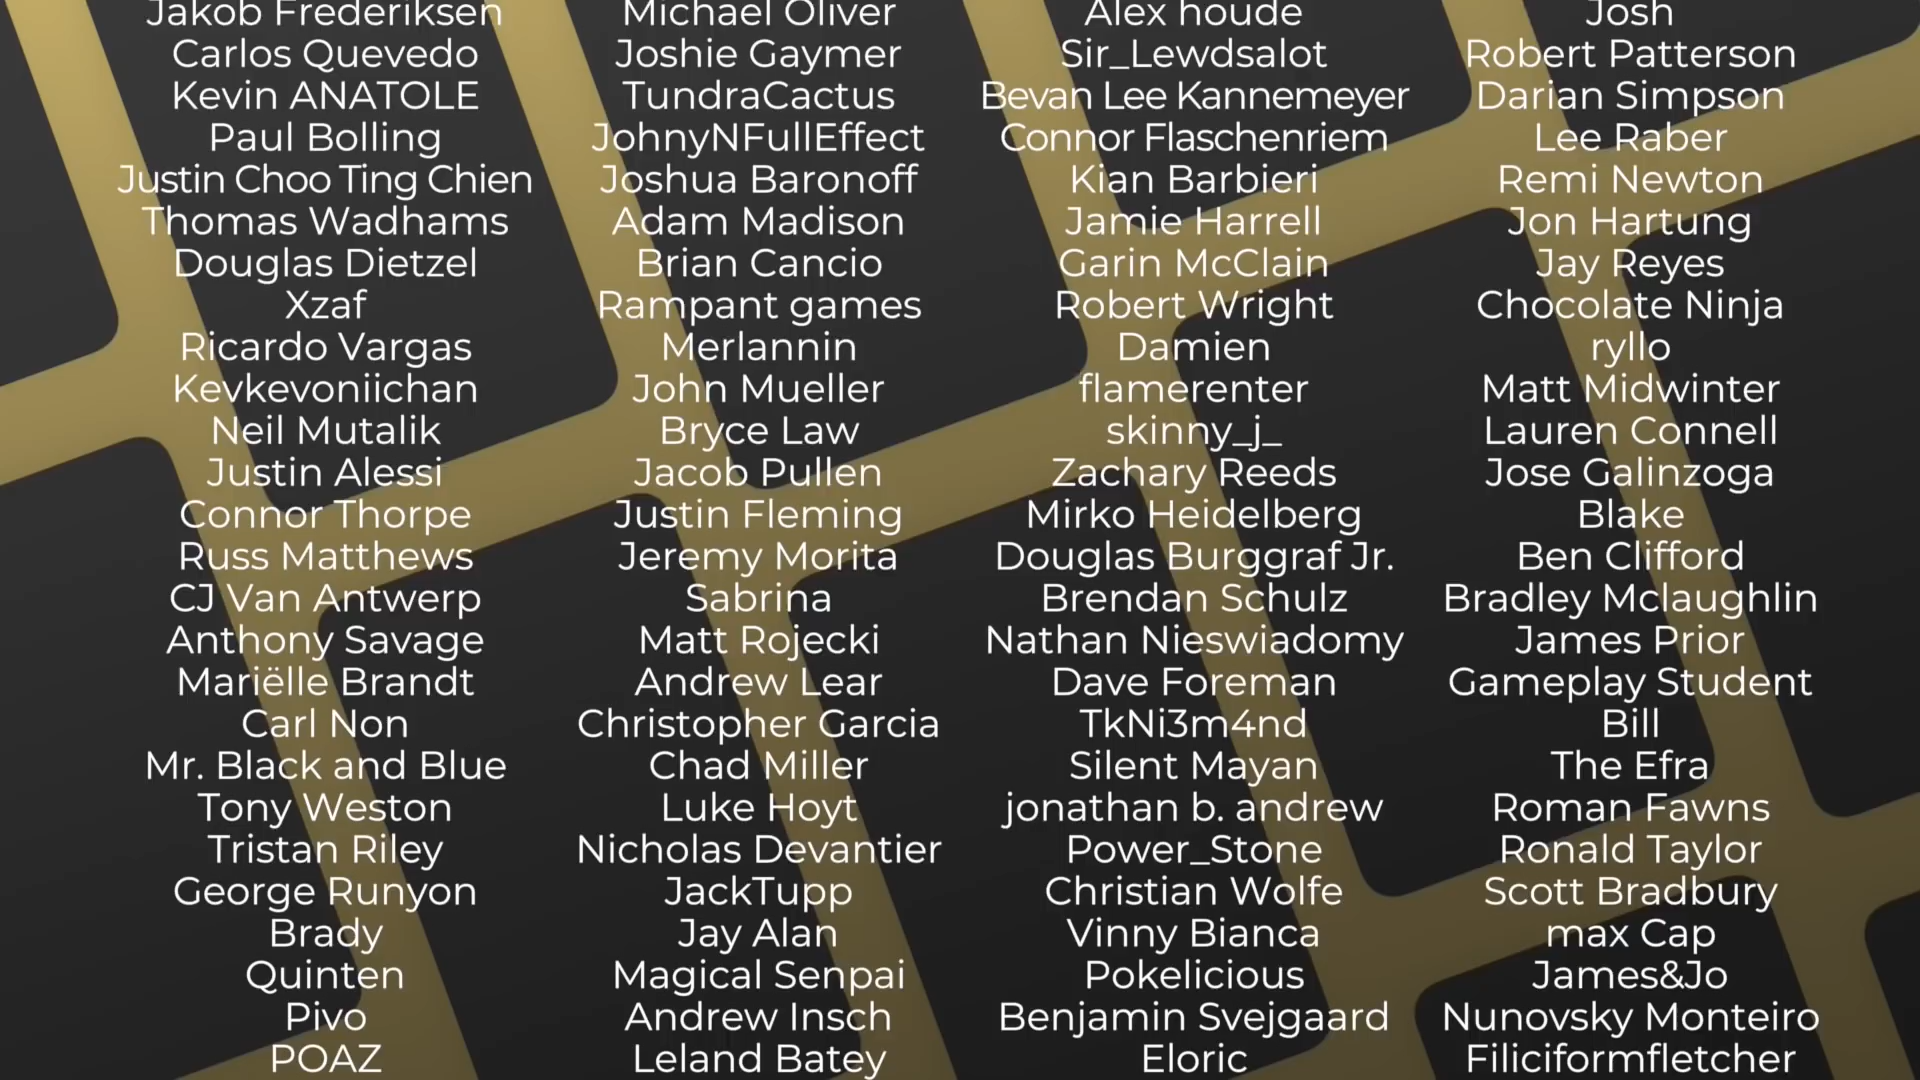 Jakob Frederiksen
Carlos Quevedo
Kevin ANATOLE
Paul Bolling
Justin Choo Ting Chien
Thomas Wadhams
Douglas Dietzel
Xzaf
Ricardo Vargas
Kevkevoniichan
Neil Mutalik
Justin Alessi
Connor Thorpe
Russ Matthews
CJ Van Antwerp
Anthony Savage
Mariëlle Brandt
Carl Non
Mr. Black and Blue
Tony Weston
Tristan Riley
George Runyon
Brady
Quinten
Pivo
POAZ
Michael Oliver
Joshie Gaymer
TundraCactus
JohnyNFullEffect
Joshua Baronoff
Adam Madison
Brian Cancio
Rampant games
Merlannin
John Mueller
Bryce Law
Jacob Pullen
Justin Fleming
Jeremy Morita
Sabrina
Matt Rojecki
Andrew Lear
Christopher Garcia
Chad Miller
Luke Hoyt
Nicholas Devantier
JackTupp
Jay Alan
Magical Senpai
Andrew Insch
Leland Batey
Alex houde
Sir_Lewdsalot
Bevan Lee Kannemeyer
Connor Flaschenriem
Kian Barbieri
Jamie Harrell
Garin McClain
Robert Wright
Damien
flamerenter
skinny_j_
Zachary Reeds
Mirko Heidelberg
Douglas Burggraf Jr.
Brendan Schulz
Nathan Nieswiadomy
Dave Foreman
TkNi3m4nd
Silent Mayan
jonathan b. andrew
Power_Stone
Christian Wolfe
Vinny Bianca
Pokelicious
Benjamin Svejgaard
Eloric
Josh
Robert Patterson
Darian Simpson
Lee Raber
Remi Newton
Jon Hartung
Jay Reyes
Chocolate Ninja
ryllo
Matt Midwinter
Lauren Connell
Jose Galinzoga
Blake
Ben Clifford
Bradley Mclaughlin
James Prior
Gameplay Student
Bill
The Efra
Roman Fawns
Ronald Taylor
Scott Bradbury
max Cap
James&Jo
Nunovsky Monteiro
Filiciformfletcher